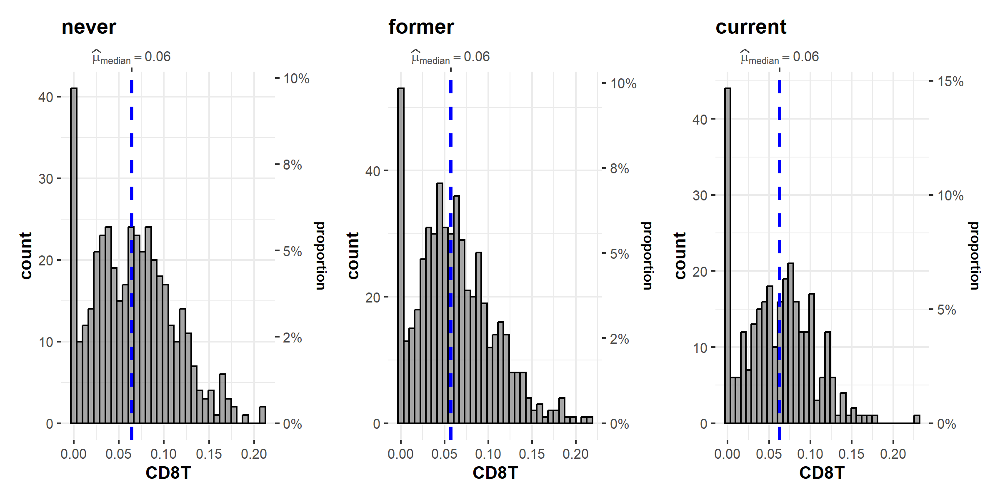 never
former
current
μ̂median = 0.06
μ̂median = 0.06
μ̂median = 0.06
count
40
30
20
10
0
10%
8%
5%
2%
0%
proportion
0.00 0.05 0.10 0.15 0.20
CD8T
count
40
20
0
10%
8%
5%
2%
0%
proportion
0.00 0.05 0.10 0.15 0.20
CD8T
count
40
30
20
10
0
15%
10%
5%
0%
proportion
0.00 0.05 0.10 0.15 0.20
CD8T